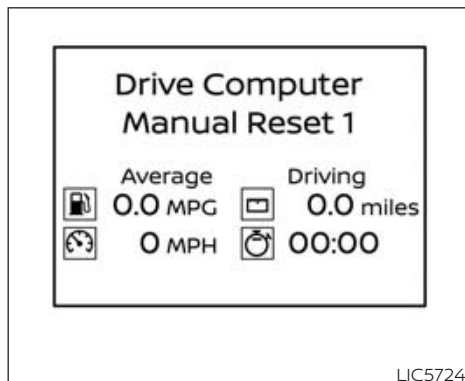 Drive Computer
Manual Reset 1
Average Driving
0.0 MPG 0.0 miles
0 MPH 00:00
LIC5724